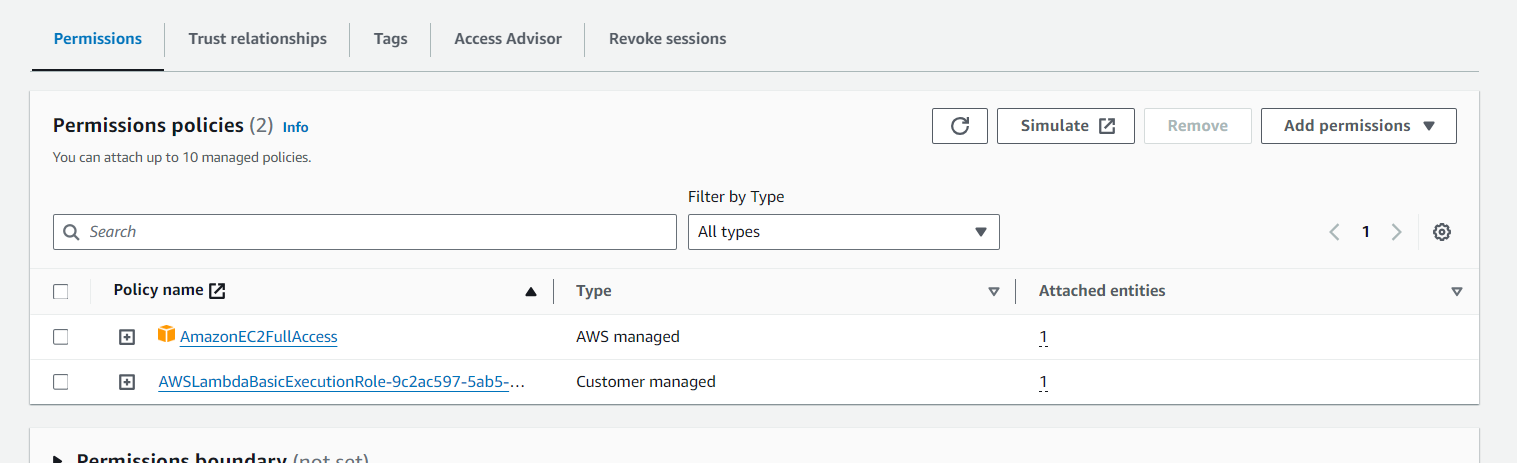 Permissions Trust relationships Tags Access Advisor Revoke sessions
Permissions policies (2) Info
You can attach up to 10 managed policies.
Simulate Remove Add permissions
Filter by Type
Search All types 1
Policy name Type Attached entities
AmazonEC2FullAccess AWS managed 1
AWSLambdaBasicExecutionRole-9c2ac597-5ab5-... Customer managed 1
Permissions boundary (not set)